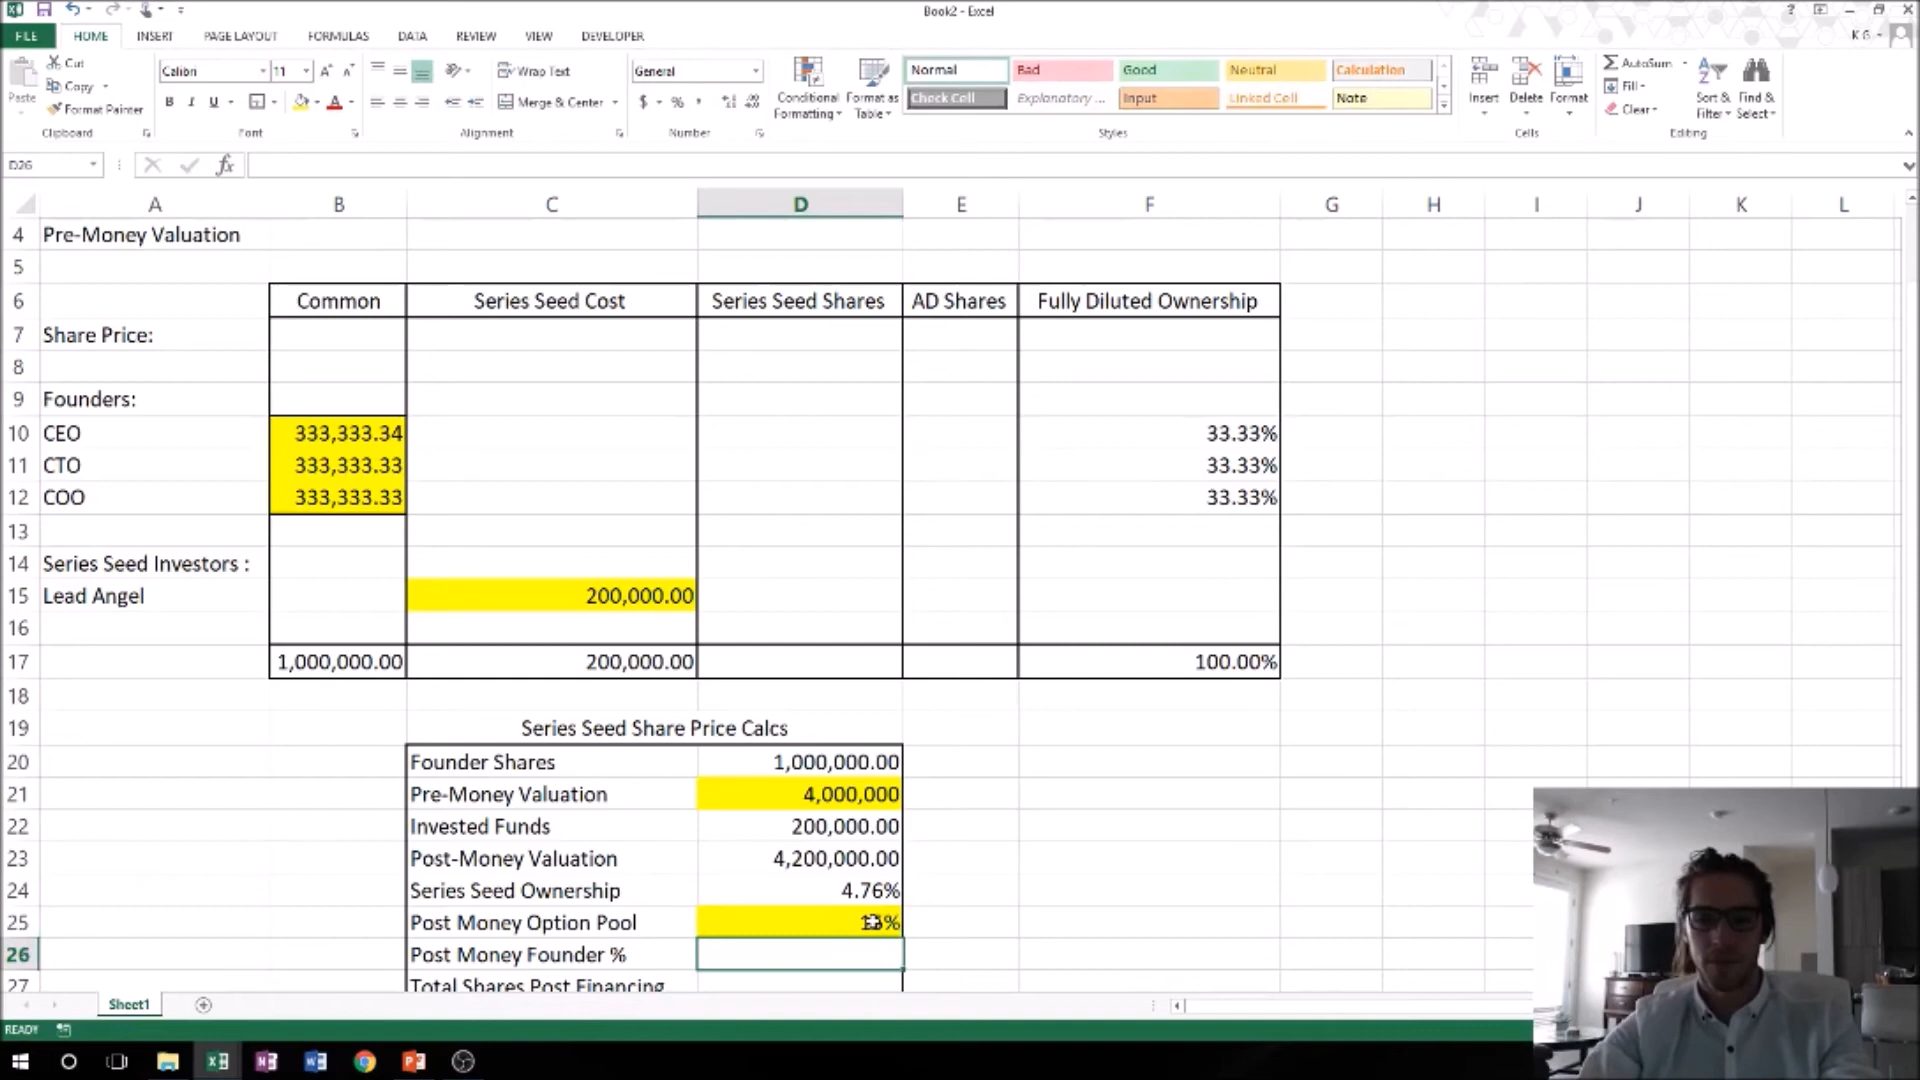 Book2 - Excel
FILE HOME INSERT PAGE LAYOUT FORMULAS DATA REVIEW VIEW DEVELOPER K G
Cut Calibri 11 Wrap Text General Normal Bad Good Neutral Calculation AutoSum
Paste Copy Conditional Formatting Format as Table Insert Delete Format Fill Sort & Filter Find & Select
Format Painter B I U Merge & Center $ % Check Cell Explanatory ... Input Linked Cell Note Clear
Clipboard Font Alignment Number Styles Cells Editing
D26 fx
A B C D E F G H I J K L
4 Pre-Money Valuation
5
6 Common Series Seed Cost Series Seed Shares AD Shares Fully Diluted Ownership
7 Share Price:
8
9 Founders:
10 CEO 333,333.34 33.33%
11 CTO 333,333.33 33.33%
12 COO 333,333.33 33.33%
13
14 Series Seed Investors :
15 Lead Angel 200,000.00
16
17 1,000,000.00 200,000.00 100.00%
18
19 Series Seed Share Price Calcs
20 Founder Shares 1,000,000.00
21 Pre-Money Valuation 4,000,000
22 Invested Funds 200,000.00
23 Post-Money Valuation 4,200,000.00
24 Series Seed Ownership 4.76%
25 Post Money Option Pool
26 Post Money Founder %
27 Total Shares Post Financing
Sheet1
READY